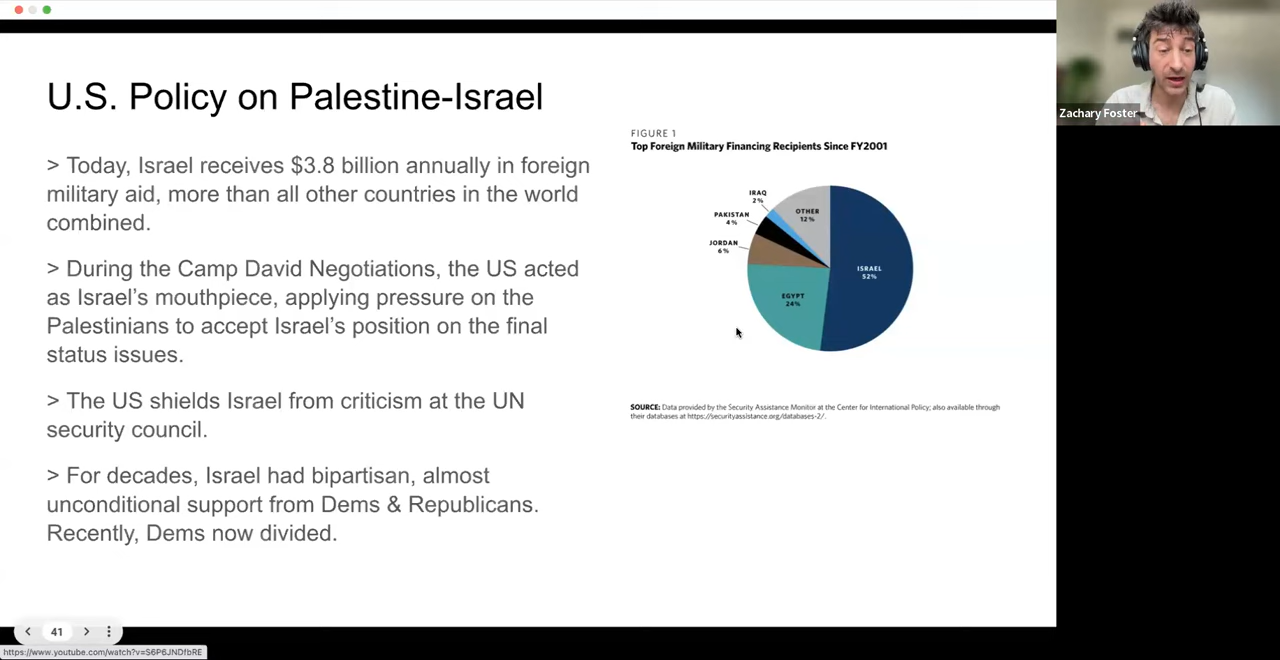 U.S. Policy on Palestine-Israel
> Today, Israel receives $3.8 billion annually in foreign
military aid, more than all other countries in the world
combined.
> During the Camp David Negotiations, the US acted
as Israel’s mouthpiece, applying pressure on the
Palestinians to accept Israel’s position on the final
status issues.
> The US shields Israel from criticism at the UN
security council.
> For decades, Israel had bipartisan, almost
unconditional support from Dems & Republicans.
Recently, Dems now divided.
FIGURE 1
Top Foreign Military Financing Recipients Since FY2001
IRAQ
2%
OTHER
12%
PAKISTAN
4%
JORDAN
6%
ISRAEL
52%
EGYPT
24%
SOURCE: Data provided by the Security Assistance Monitor at the Center for International Policy; also available through
their databases at https://securityassistance.org/databases-2/.
Zachary Foster
41
https://www.youtube.com/watch?v=S6P6JNDfbRE